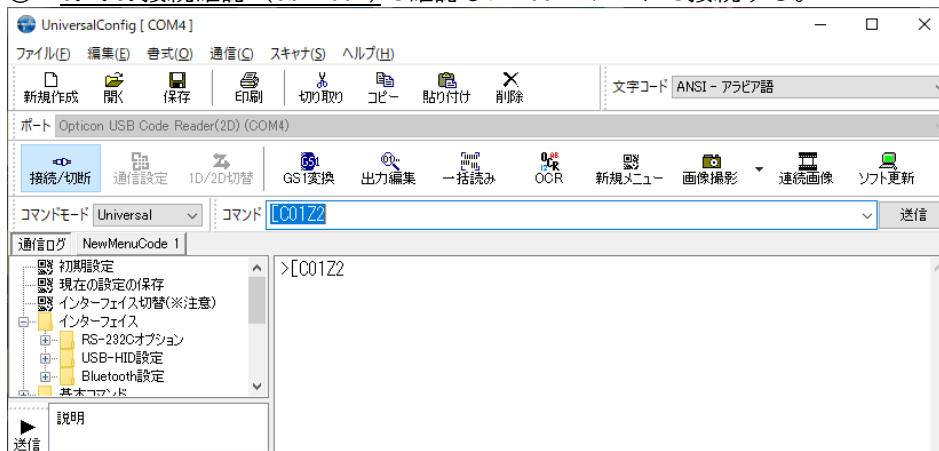 UniversalConfig [ COM4 ]
ファイル(F) 編集(E) 書式(O) 通信(C) スキャナ(S) ヘルプ(H)
新規作成 開く 保存 印刷 切り取り コピー 貼り付け 削除 文字コード ANSI - アラビア語
ポート Opticon USB Code Reader(2D) (COM4)
接続/切断 通信設定 1D/2D切替 GS1変換 出力編集 一括読み OCR 新規メニュー 画像撮影 連続画像 ソフト更新
コマンドモード Universal コマンド [C01Z2 送信
通信ログ NewMenuCode 1
初期設定
>[C01Z2
現在の設定の保存
インターフェイス切替(※注意)
インターフェイス
RS-232Cオプション
USB-HID設定
Bluetooth設定
基本コマンド
説明
送信